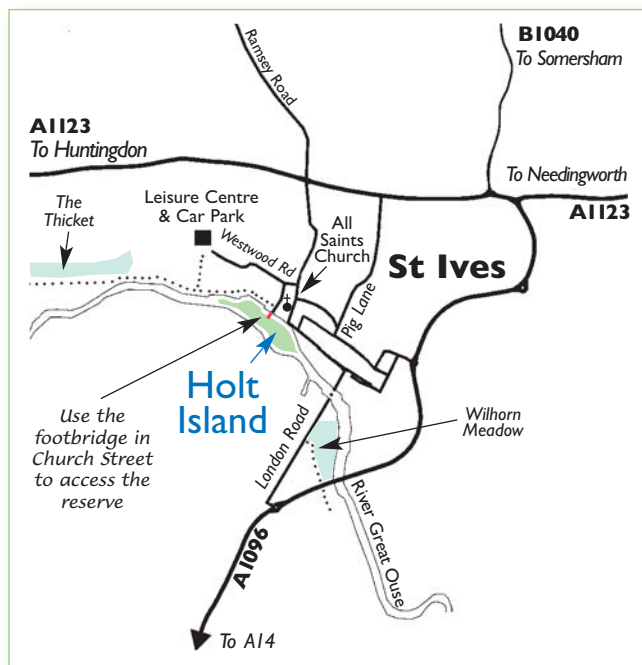 B1040
To Somersham
Ramsey Road
A1123
To Huntingdon
To Needingworth
A1123
The
Thicket
Leisure Centre
& Car Park
Westwood Rd
All
Saints
Church
St Ives
Pig Lane
Holt
Island
Use the
footbridge in
Church Street
to access the
reserve
London Road
Wilhorn
Meadow
River Great Ouse
A1096
To A14